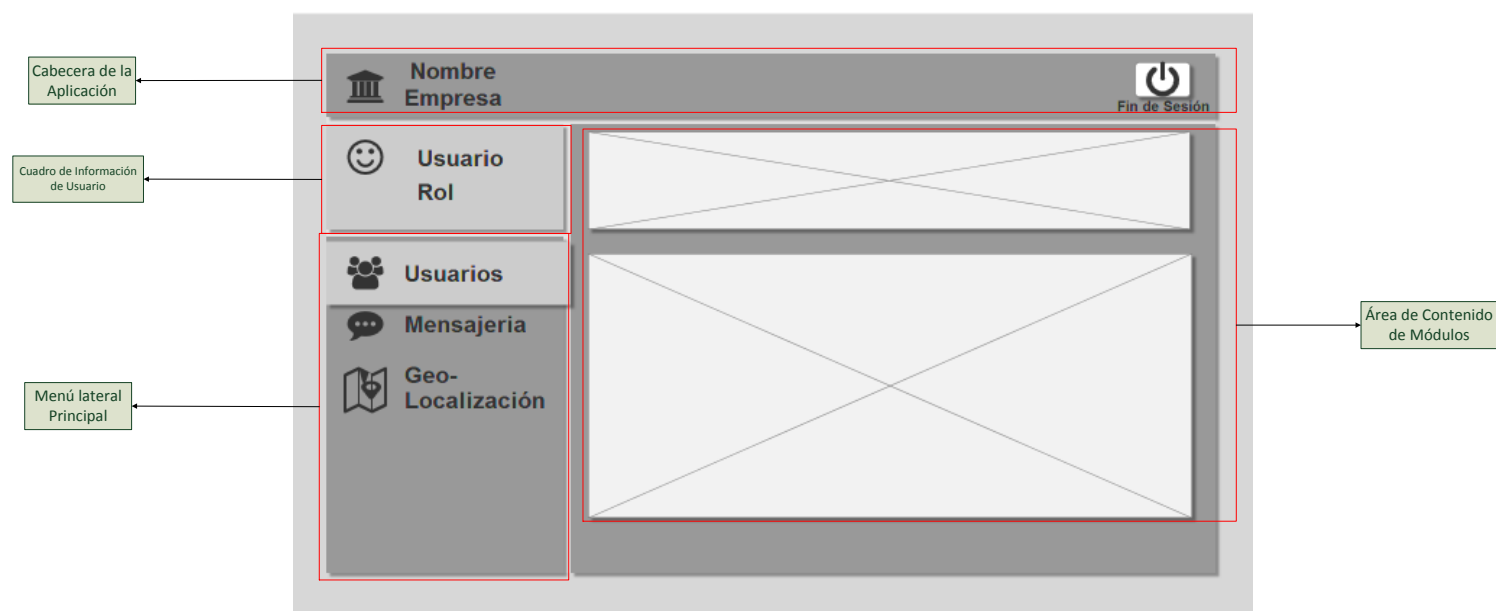 Cabecera de la
Aplicación
Nombre
Empresa
Fin de Sesión
Cuadro de Información
de Usuario
Usuario
Rol
Usuarios
Mensajeria
Geo-
Localización
Menú lateral
Principal
Área de Contenido
de Módulos